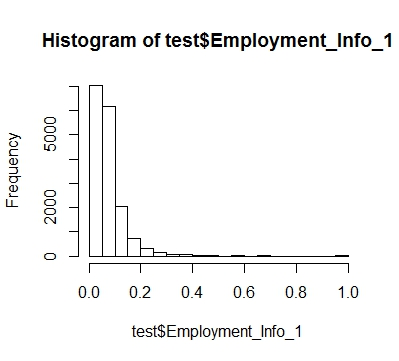 Histogram of test$Employment_Info_1
Frequency
5000
2000
0
0.0 0.2 0.4 0.6 0.8 1.0
test$Employment_Info_1